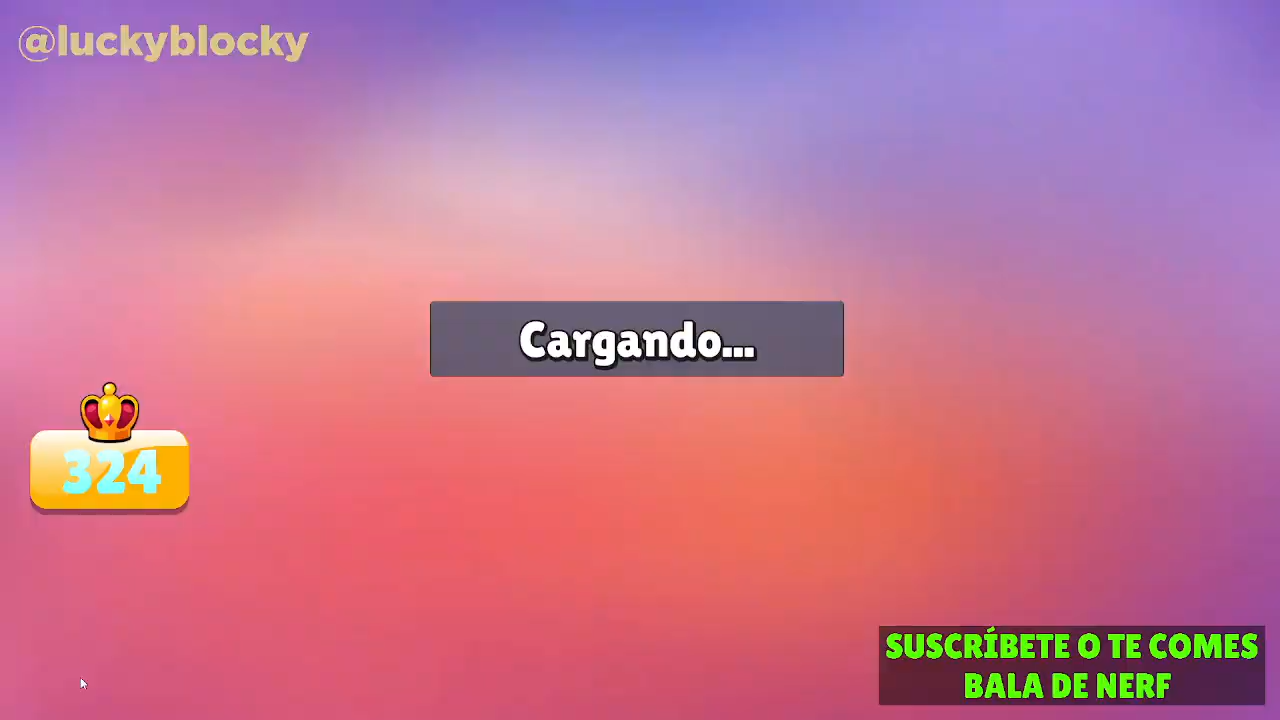 @luckyblocky
Cargando...
324
SUSCRÍBETE O TE COMES
BALA DE NERF